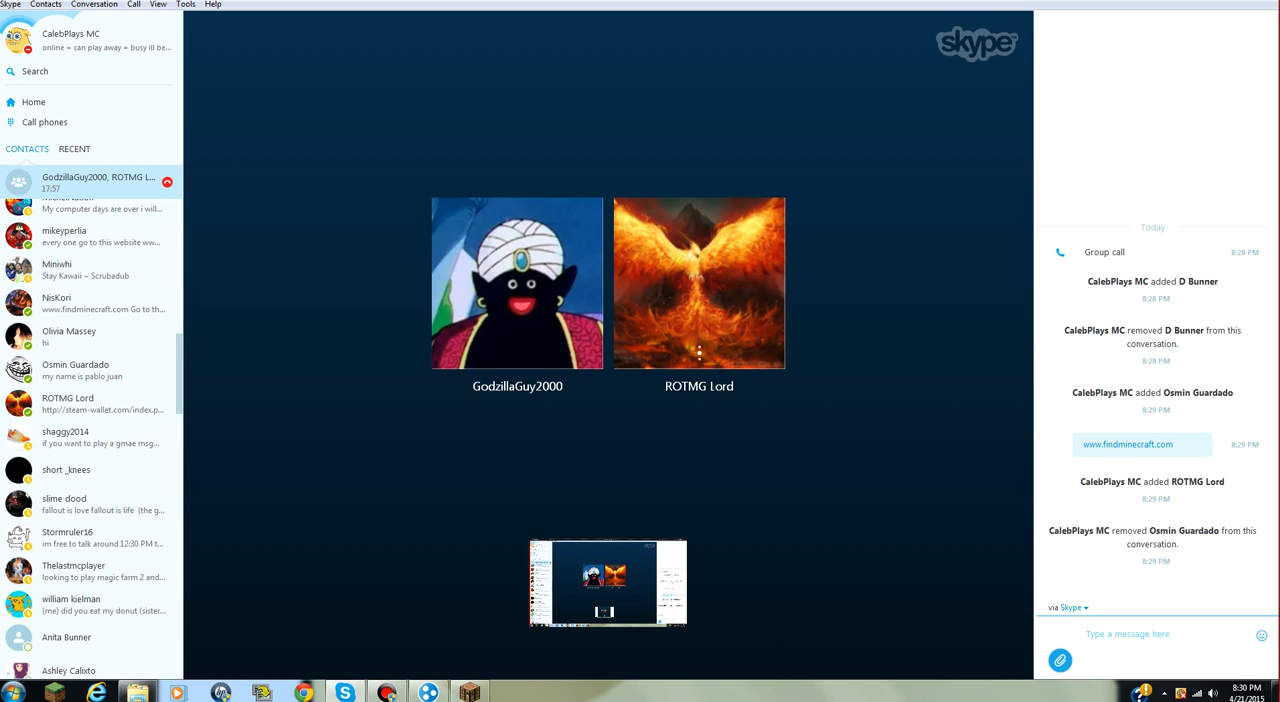 Skype Contacts Conversation Call View Tools Help
CalebPlays MC
online = can play away = busy ill be...
Search
Home
Call phones
CONTACTS RECENT
GodzillaGuy2000, ROTMG L...
17:57
My computer days are over i will...
mikeyperlia
every one go to this website ww...
Miniwhi
Stay Kawaii ~ Scrubadub
NisKori
www.findminecraft.com Go to th...
Olivia Massey
hi
Osmin Guardado
my name is pablo juan
ROTMG Lord
http://steam-wallet.com/index.p...
shaggy2014
if you want to play a gmae msg...
short _knees
slime dood
fallout is love fallout is life (the g...
Stormruler16
im free to talk around 12:30 PM t...
Thelastmcplayer
looking to play magic farm 2 and...
william kielman
(me) did you eat my donut (sister...
Anita Bunner
Ashley Calixto
skype
GodzillaGuy2000
ROTMG Lord
Today
Group call 8:28 PM
CalebPlays MC added D Bunner
8:28 PM
CalebPlays MC removed D Bunner from this
conversation.
8:28 PM
CalebPlays MC added Osmin Guardado
8:29 PM
www.findminecraft.com 8:29 PM
CalebPlays MC added ROTMG Lord
8:29 PM
CalebPlays MC removed Osmin Guardado from this
conversation.
8:29 PM
via Skype
Type a message here
8:30 PM
4/21/2015